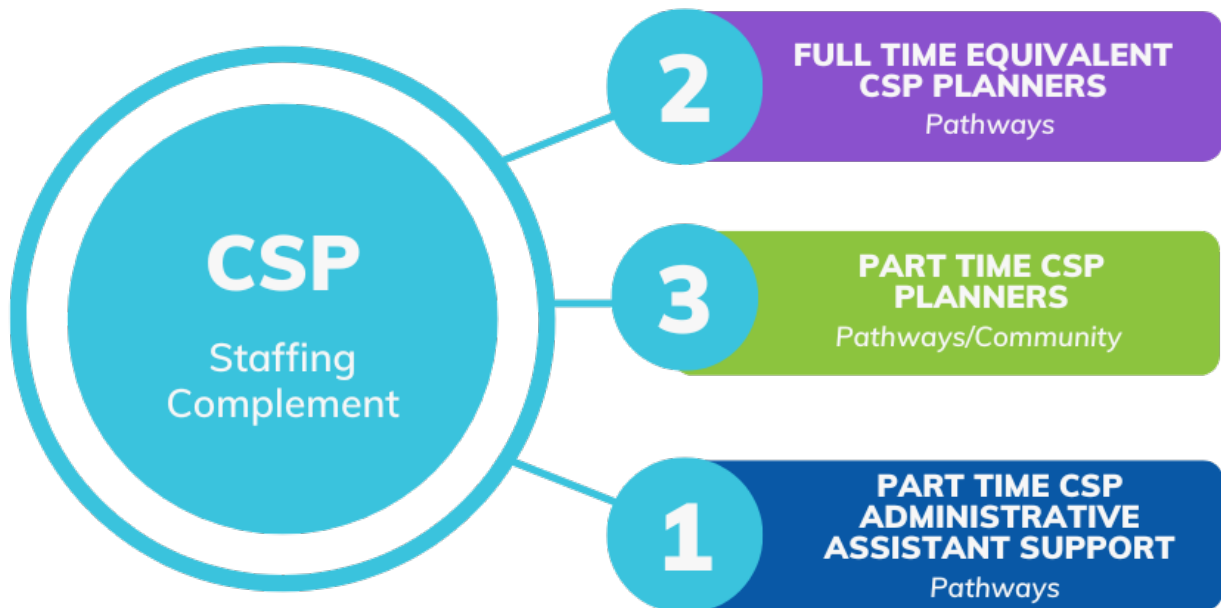 CSP
Staffing
Complement
2
FULL TIME EQUIVALENT
CSP PLANNERS
Pathways
3
PART TIME CSP
PLANNERS
Pathways/Community
1
PART TIME CSP
ADMINISTRATIVE
ASSISTANT SUPPORT
Pathways